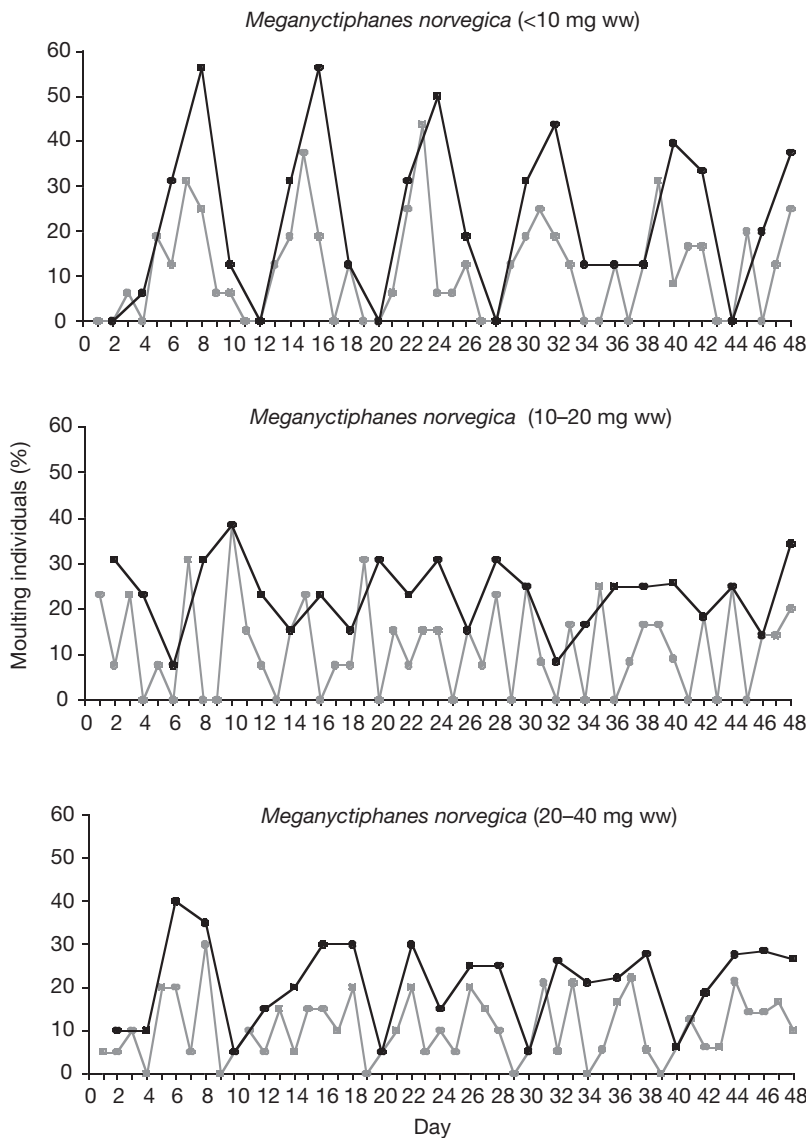 Meganyctiphanes norvegica (<10 mg ww)
60
50
40
30
20
10
0
0 2 4 6 8 10 12 14 16 18 20 22 24 26 28 30 32 34 36 38 40 42 44 46 48
Meganyctiphanes norvegica (10–20 mg ww)
60
50
40
30
20
10
0
0 2 4 6 8 10 12 14 16 18 20 22 24 26 28 30 32 34 36 38 40 42 44 46 48
Moulting individuals (%)
Meganyctiphanes norvegica (20–40 mg ww)
60
50
40
30
20
10
0
0 2 4 6 8 10 12 14 16 18 20 22 24 26 28 30 32 34 36 38 40 42 44 46 48
Day